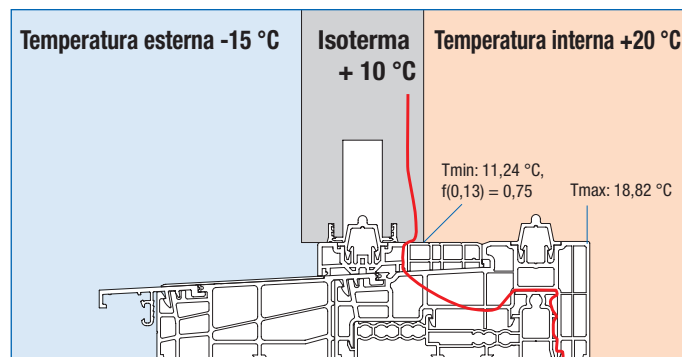 Temperatura esterna -15 °C
Isoterma
+ 10 °C
Temperatura interna +20 °C
Tmin: 11,24 °C,
f(0,13) = 0,75
Tmax: 18,82 °C